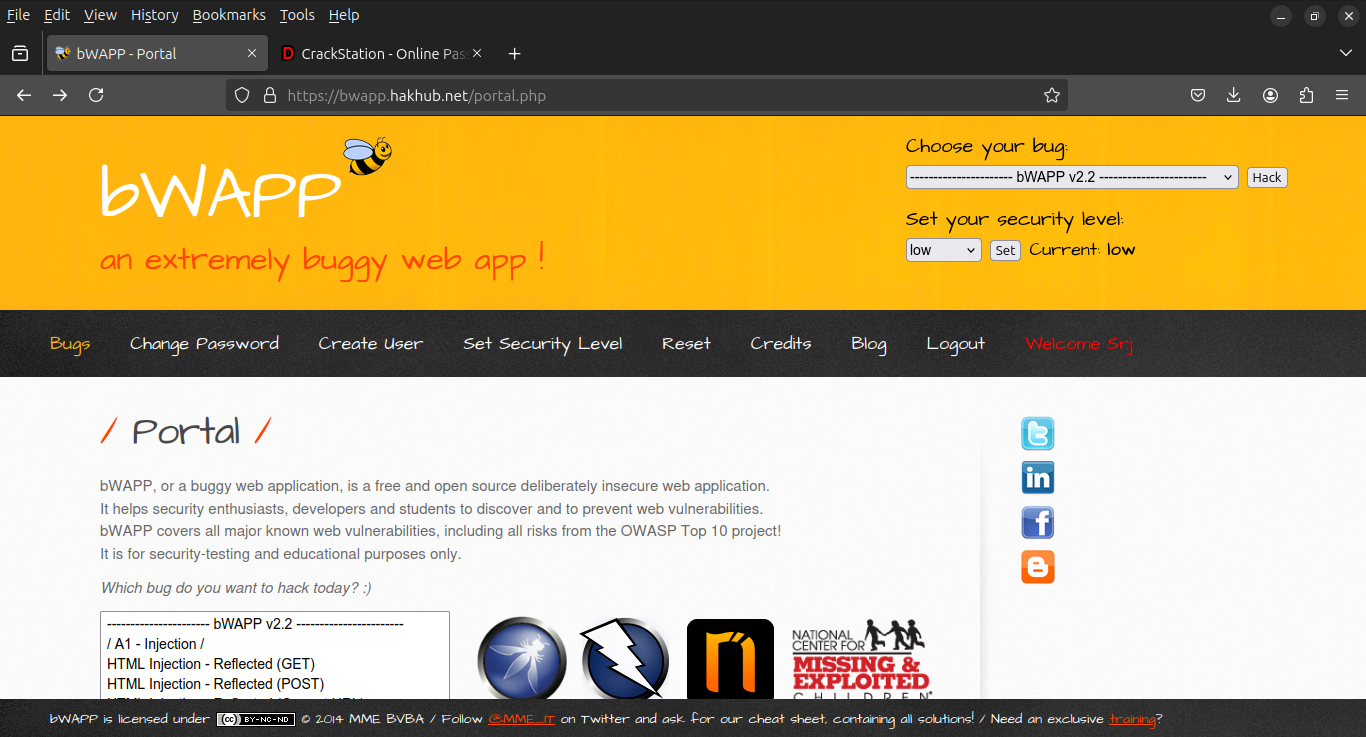 File Edit View History Bookmarks Tools Help
bWAPP - Portal
CrackStation - Online Pas
https://bwapp.hakhub.net/portal.php
bWAPP
an extremely buggy web app !
Choose your bug:
---------------------- bWAPP v2.2 ----------------------- Hack
Set your security level:
low Set Current: low
Bugs Change Password Create User Set Security Level Reset Credits Blog Logout Welcome Srj
/ Portal /
bWAPP, or a buggy web application, is a free and open source deliberately insecure web application.
It helps security enthusiasts, developers and students to discover and to prevent web vulnerabilities.
bWAPP covers all major known web vulnerabilities, including all risks from the OWASP Top 10 project!
It is for security-testing and educational purposes only.
Which bug do you want to hack today? :)
---------------------- bWAPP v2.2 -----------------------
/ A1 - Injection /
HTML Injection - Reflected (GET)
HTML Injection - Reflected (POST)
NATIONAL
CENTER FOR
MISSING &
EXPLOITED
CHILDREN
bWAPP is licensed under (cc) BY-NC-ND © 2014 MME BVBA / Follow @MME_IT on Twitter and ask for our cheat sheet, containing all solutions! / Need an exclusive training?